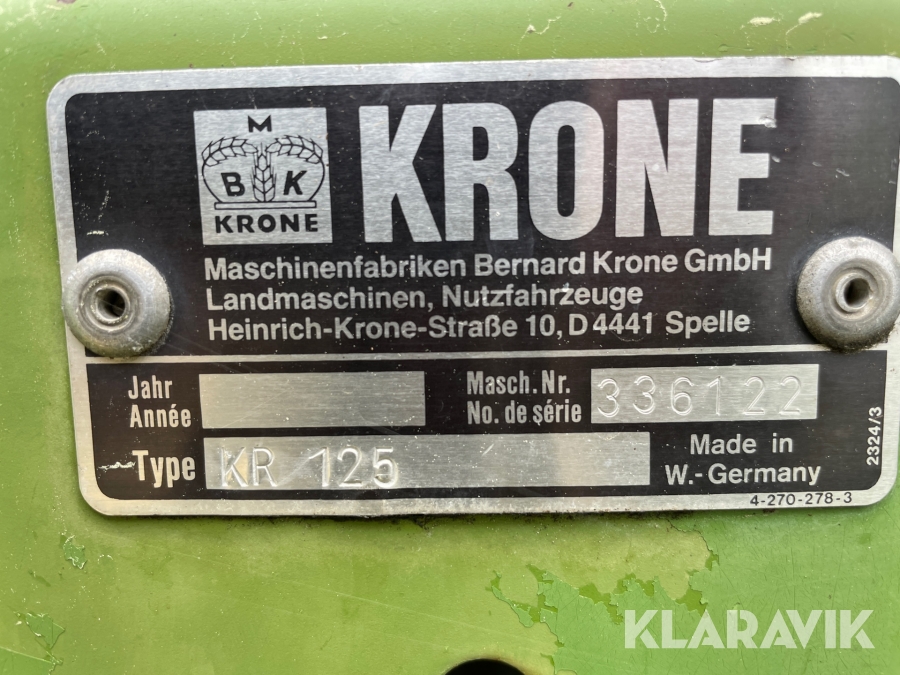 M
B K
KRONE
KRONE
Maschinenfabriken Bernard Krone GmbH
Landmaschinen, Nutzfahrzeuge
Heinrich-Krone-Straße 10, D 4441 Spelle
Jahr
Année
Masch.Nr.
No. de série
336122
Type KR 125
Made in
W.-Germany
2324/3
4-270-278-3
KLARAVIK